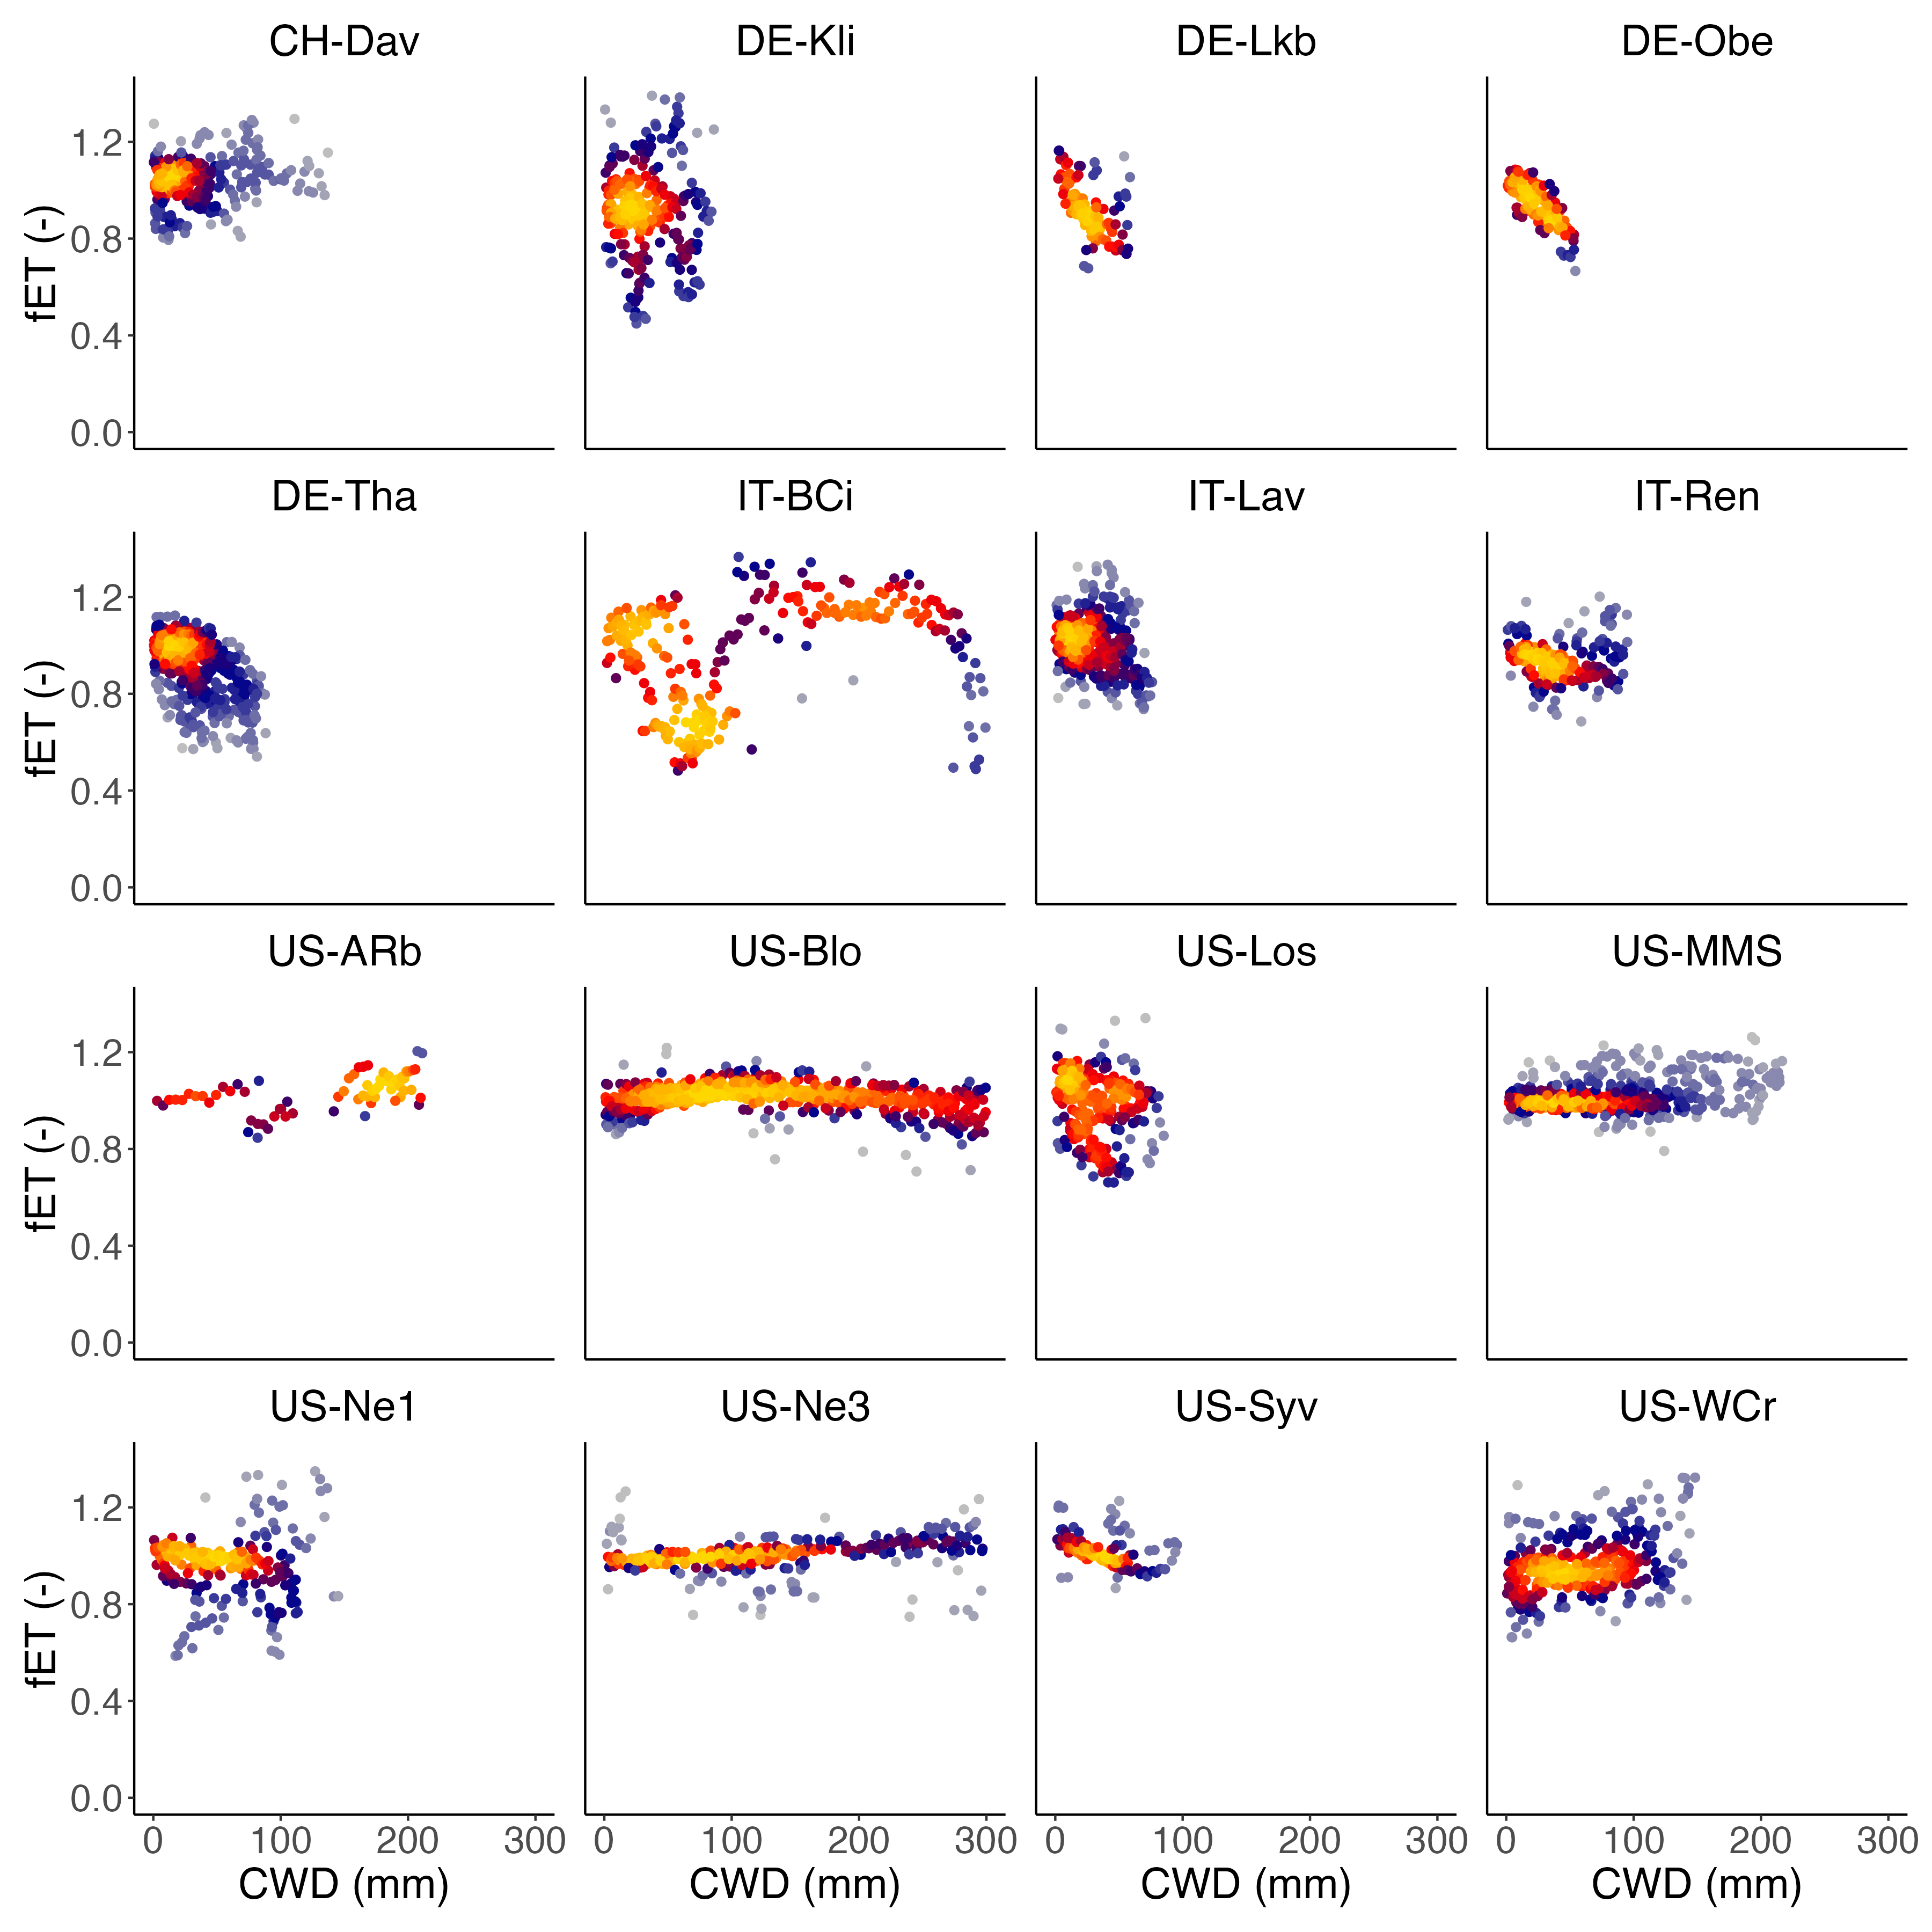 CH-Dav DE-Kli DE-Lkb DE-Obe
fET (-)
1.2
0.8
0.4
0.0
DE-Tha IT-BCi IT-Lav IT-Ren
fET (-)
1.2
0.8
0.4
0.0
US-ARb US-Blo US-Los US-MMS
fET (-)
1.2
0.8
0.4
0.0
US-Ne1 US-Ne3 US-Syv US-WCr
fET (-)
1.2
0.8
0.4
0.0
0 100 200 300 0 100 200 300 0 100 200 300 0 100 200 300
CWD (mm) CWD (mm) CWD (mm) CWD (mm)